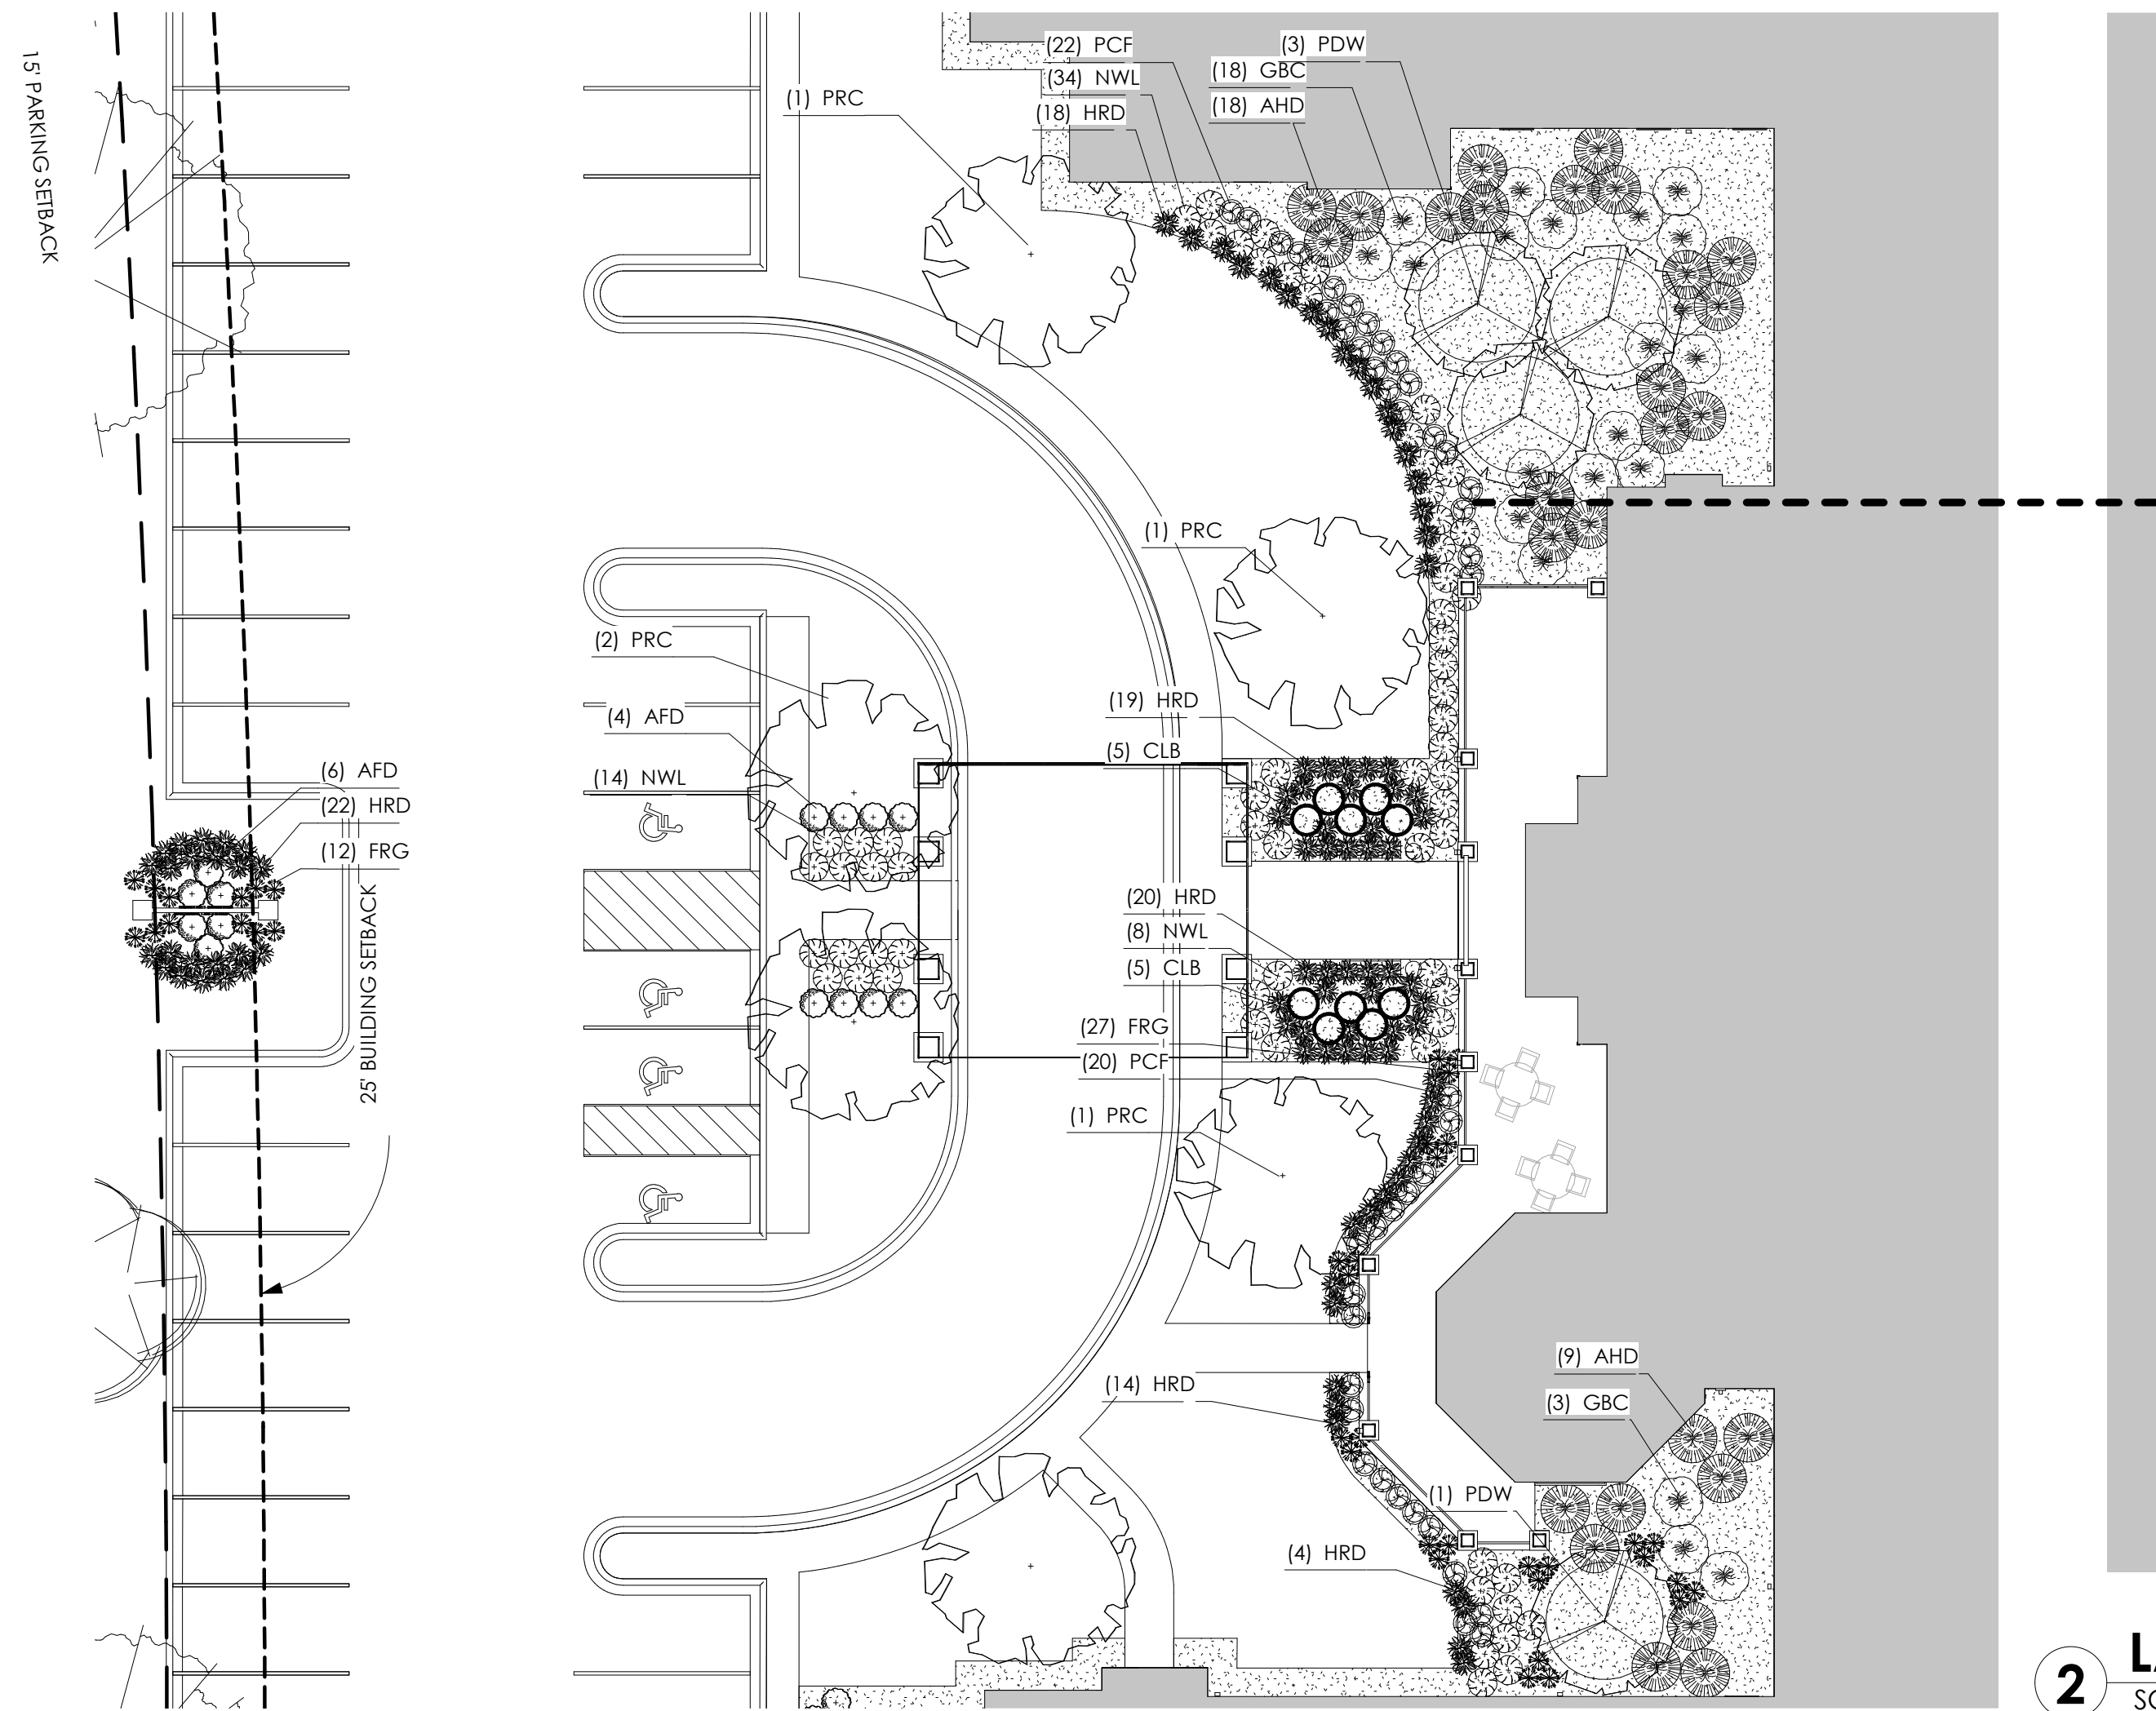 15' PARKING SETBACK
(22) PCF
(3) PDW
(34) NWL
(18) GBC
(1) PRC
(18) HRD
(18) AHD
(1) PRC
(2) PRC
(19) HRD
(4) AFD
(5) CLB
(14) NWL
(6) AFD
(22) HRD
(12) FRG
25' BUILDING SETBACK
(20) HRD
(8) NWL
(5) CLB
(27) FRG
(20) PCF
(1) PRC
(9) AHD
(14) HRD
(3) GBC
(1) PDW
(4) HRD
2